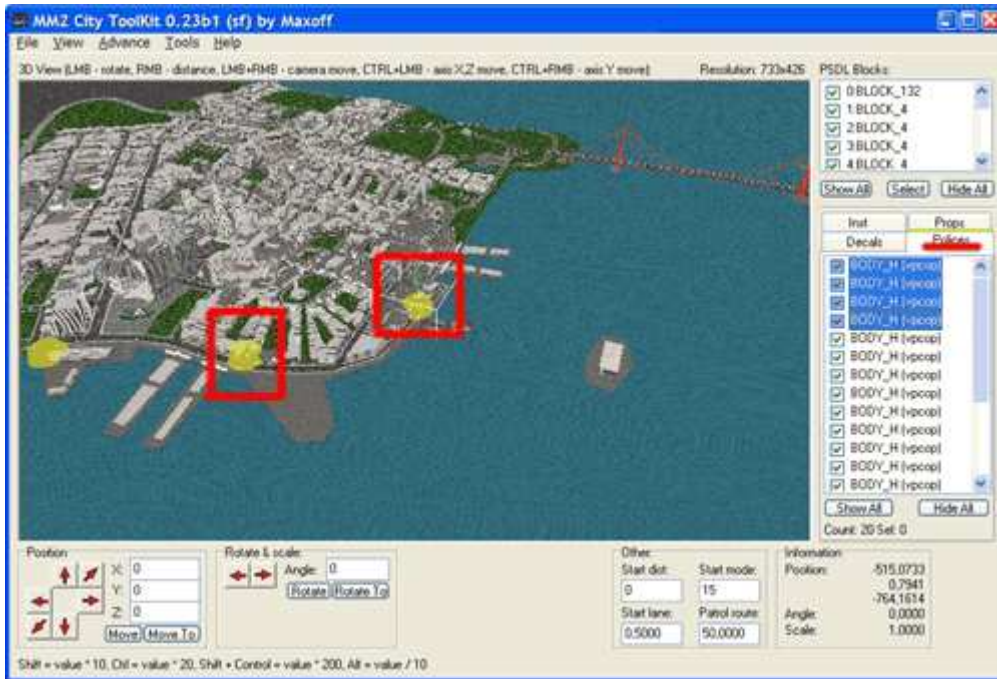 MM2 City ToolKit 0.23b1 (sf) by Maxoff
File View Advance Tools Help
3D View (LMB - rotate, RMB - distance, LMB+RMB - camera move, CTRL+LMB - axis X,Z move, CTRL+RMB - axis Y move)
Resolution: 733x426
PSDL Blocks:
0:BLOCK_132
1:BLOCK_4
2:BLOCK_4
3:BLOCK_4
4:BLOCK_4
Show All Select Hide All
Inst Props
Decals Polices
BODY_H (vpcop)
BODY_H (vpcop)
BODY_H (vpcop)
BODY_H (vpcop)
BODY_H (vpcop)
BODY_H (vpcop)
BODY_H (vpcop)
BODY_H (vpcop)
BODY_H (vpcop)
BODY_H (vpcop)
BODY_H (vpcop)
BODY_H (vpcop)
BODY_H (vpcop)
Show All Hide All
Count: 20 Sel: 0
Position
X: 0
Y: 0
Z: 0
Move Move To
Rotate & scale:
Angle: 0
Rotate Rotate To
Other:
Start dist: Start mode:
0 15
Start lane: Patrol route:
0.5000 50.0000
Information
Position: -515,0733
0,7941
-764,1614
Angle: 0,0000
Scale: 1.0000
Shift = value * 10, Ctrl = value * 20, Shift + Control = value * 200, Alt = value / 10